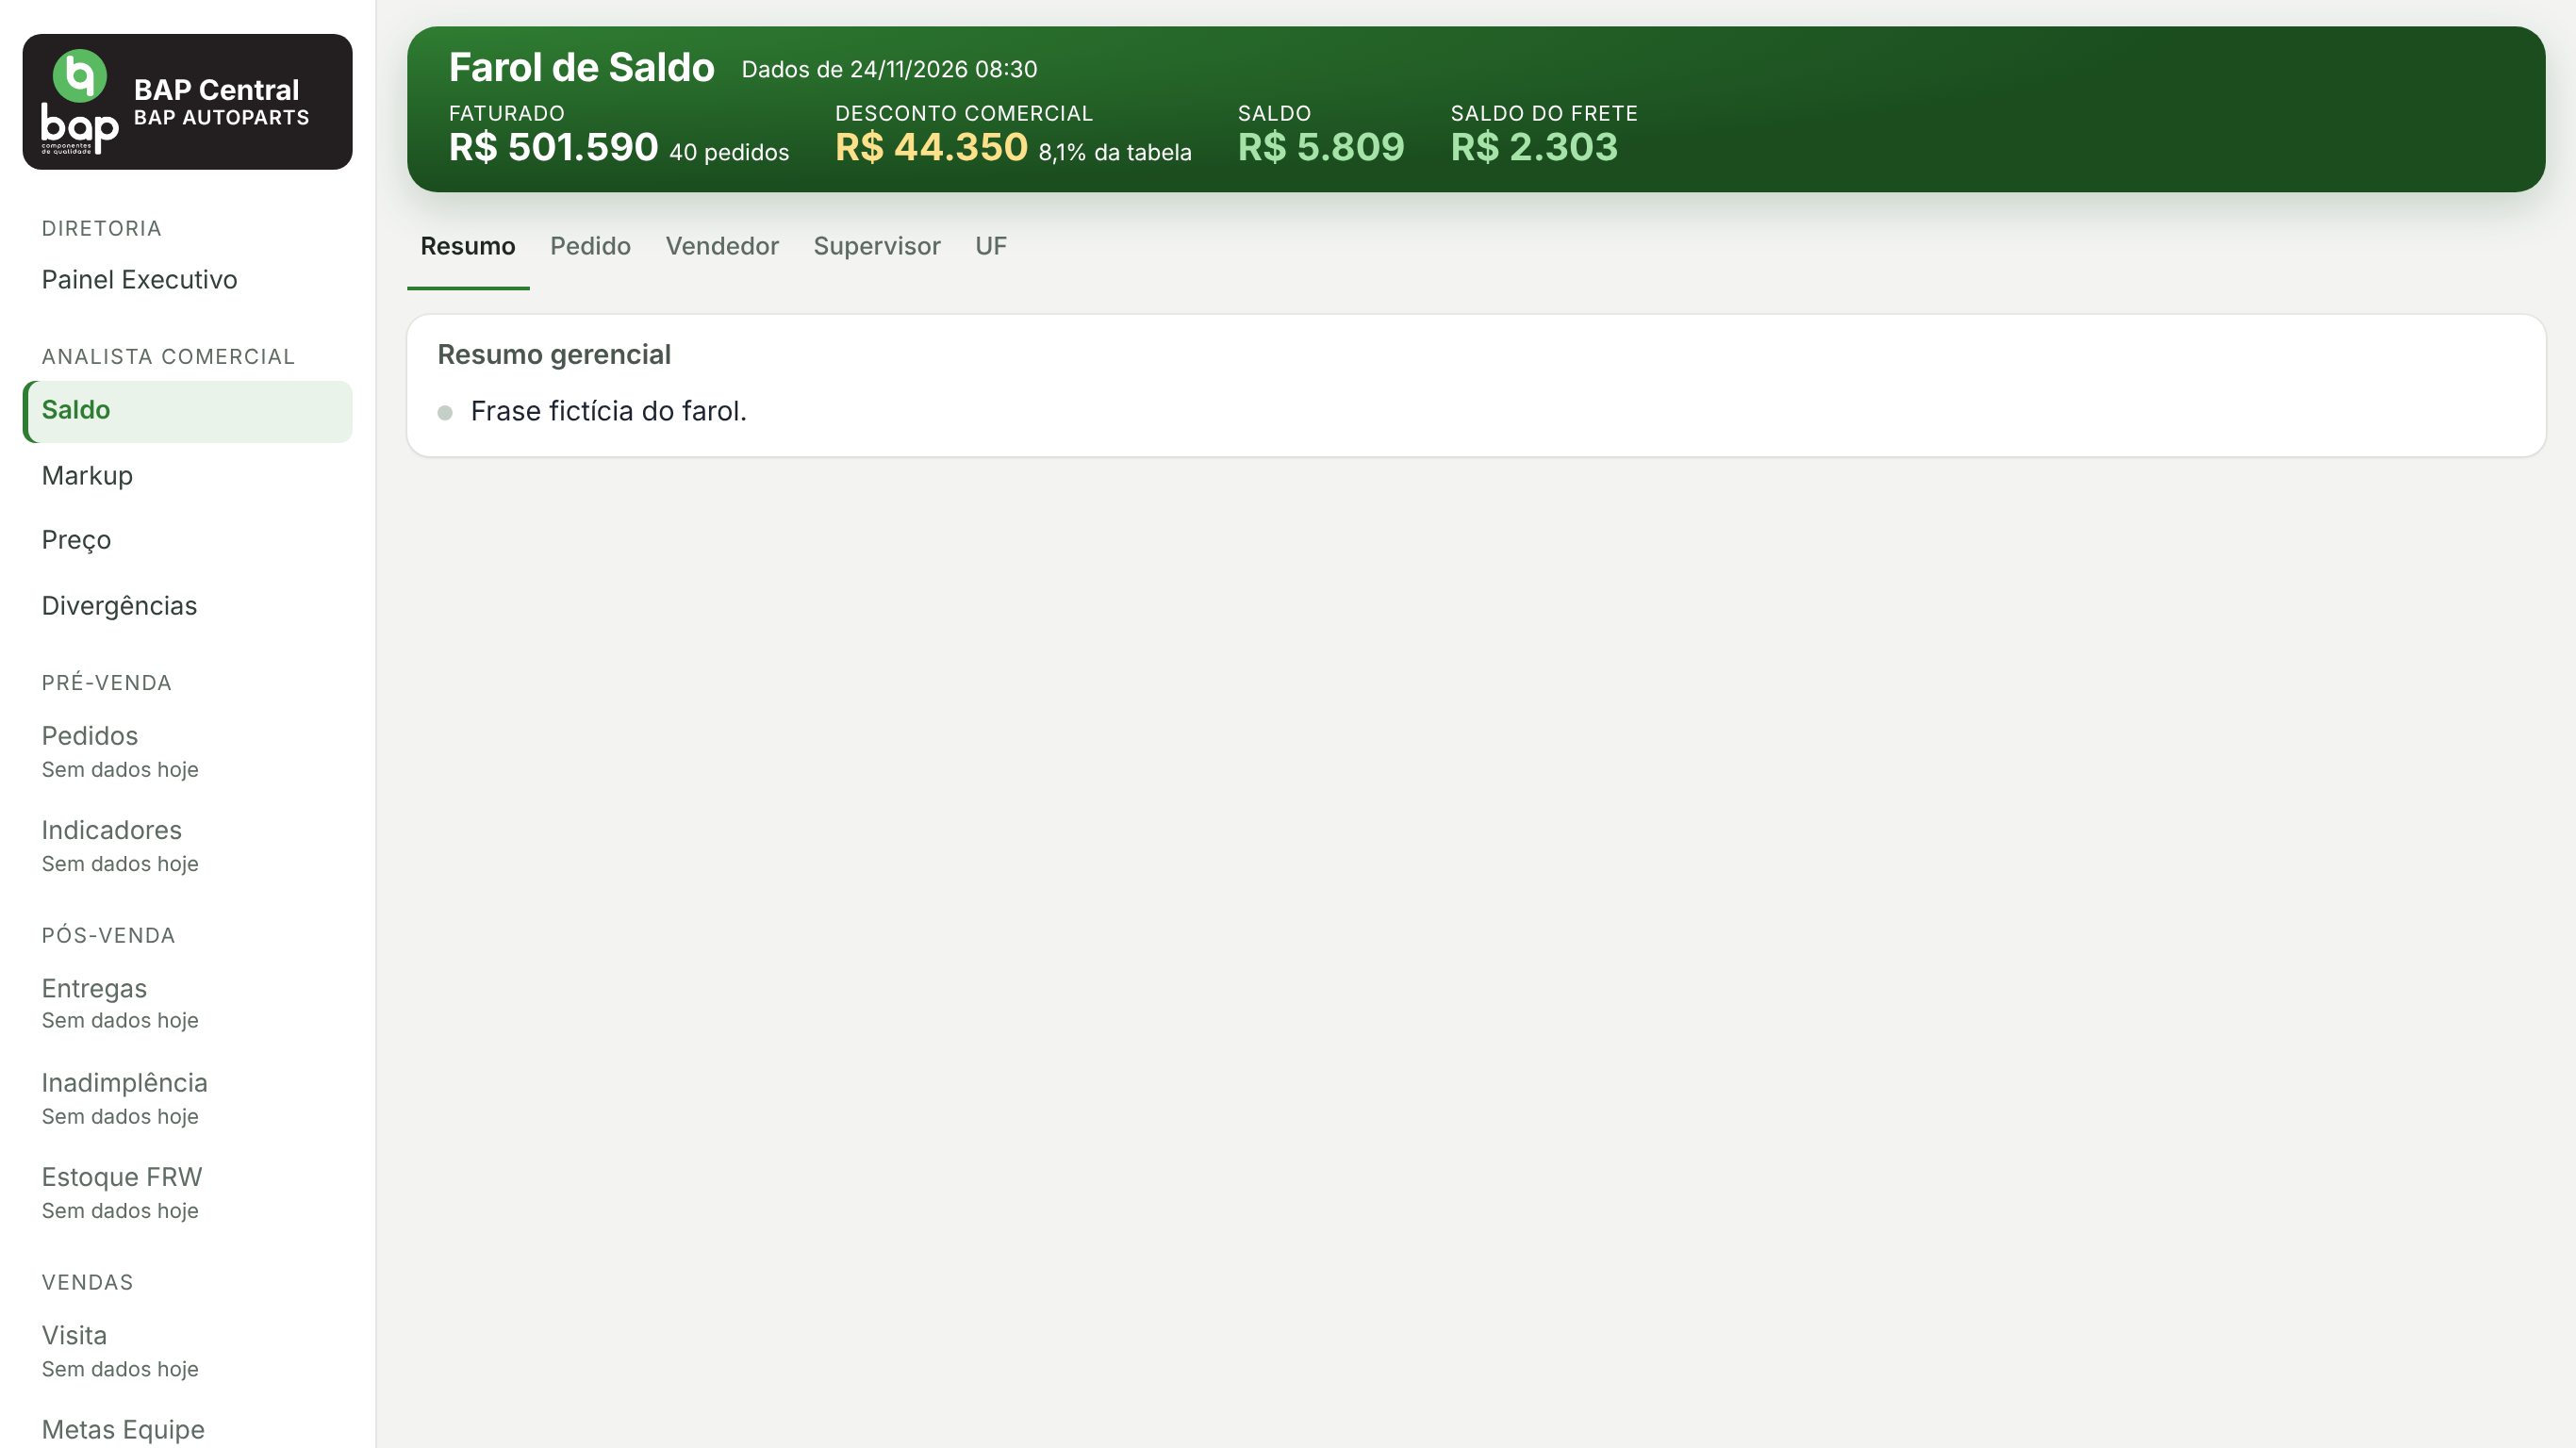 bap
componentes
de qualidade
BAP Central
BAP AUTOPARTS
DIRETORIA
Painel Executivo
ANALISTA COMERCIAL
Saldo
Markup
Preço
Divergências
PRÉ-VENDA
Pedidos
Sem dados hoje
Indicadores
Sem dados hoje
PÓS-VENDA
Entregas
Sem dados hoje
Inadimplência
Sem dados hoje
Estoque FRW
Sem dados hoje
VENDAS
Visita
Sem dados hoje
Metas Equipe
Farol de Saldo Dados de 24/11/2026 08:30
FATURADO DESCONTO COMERCIAL SALDO SALDO DO FRETE
R$ 501.590 40 pedidos R$ 44.350 8,1% da tabela R$ 5.809 R$ 2.303
Resumo Pedido Vendedor Supervisor UF
Resumo gerencial
Frase fictícia do farol.